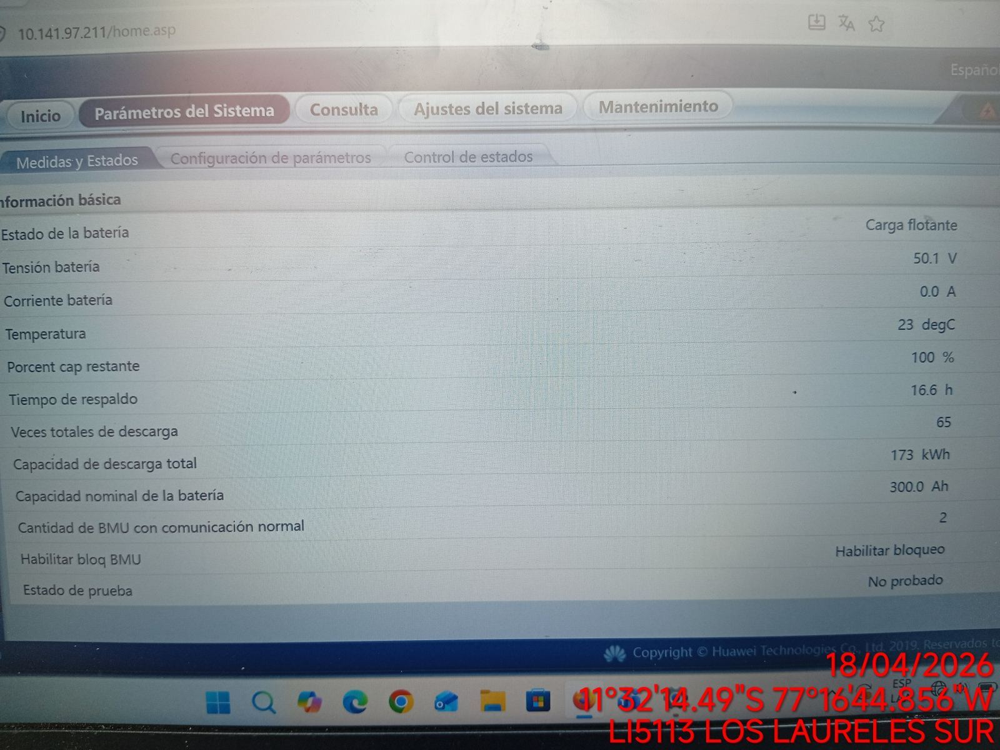 10.141.97.211/home.asp
Español
Inicio
Parámetros del Sistema
Consulta
Ajustes del sistema
Mantenimiento
Medidas y Estados
Configuración de parámetros
Control de estados
nformación básica
Estado de la batería Carga flotante
Tensión batería 50.1 V
Corriente batería 0.0 A
Temperatura 23 degC
Porcent cap restante 100 %
Tiempo de respaldo 16.6 h
Veces totales de descarga 65
Capacidad de descarga total 173 kWh
Capacidad nominal de la batería 300.0 Ah
Cantidad de BMU con comunicación normal 2
Habilitar bloq BMU Habilitar bloqueo
Estado de prueba No probado
Copyright © Huawei Technologies Co., Ltd. 2019. Reservados to
18/04/2026
ESP
11°32'14.49"S 77°16'44.856"W
LI5113 LOS LAURELES SUR